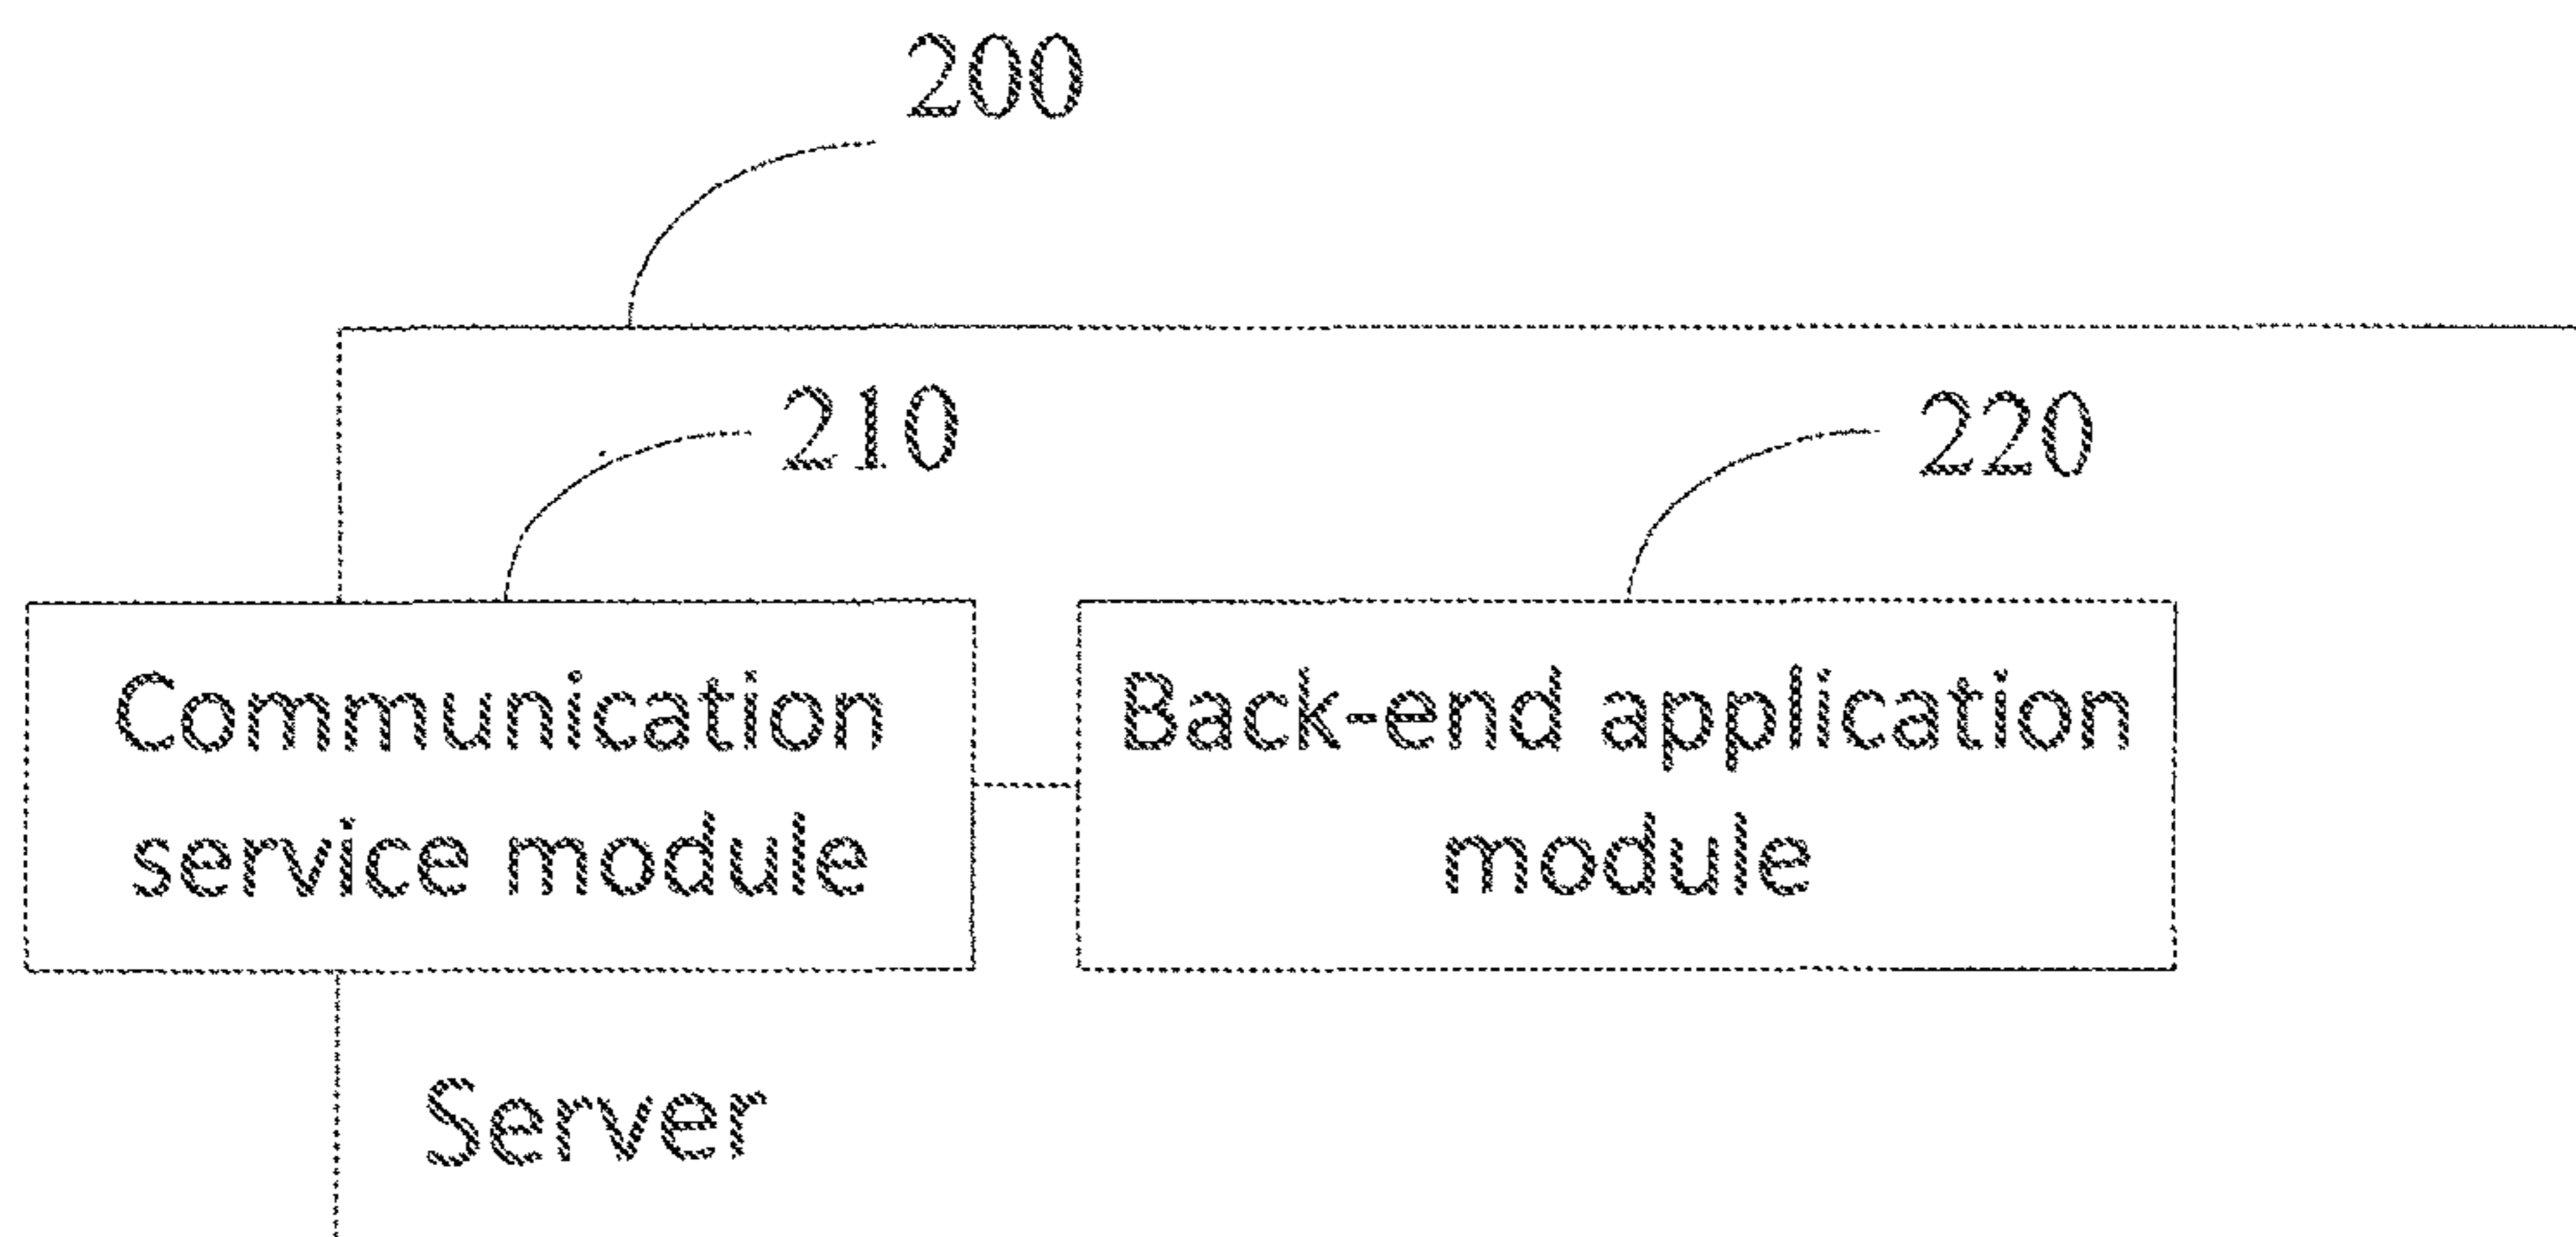 200
210
220
Communication
service module
Back-end application
module
Server